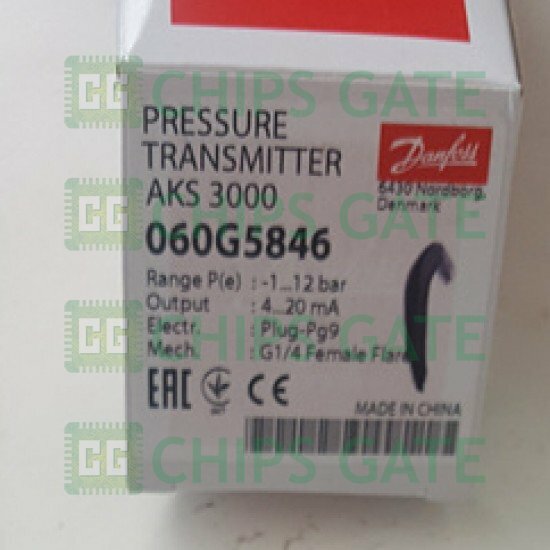 CHIPS GATE
PRESSURE
TRANSMITTER
AKS 3000
Danfoss
6430 Nordborg,
Denmark
CHIPS GATE
060G5846
Range P(e) : -1...12 bar
Output : 4...20 mA
Electr. : Plug-Pg9
Mech. : G1/4 Female Flare
CHIPS GATE
EAC CE
MADE IN CHINA
CHIPS GATE